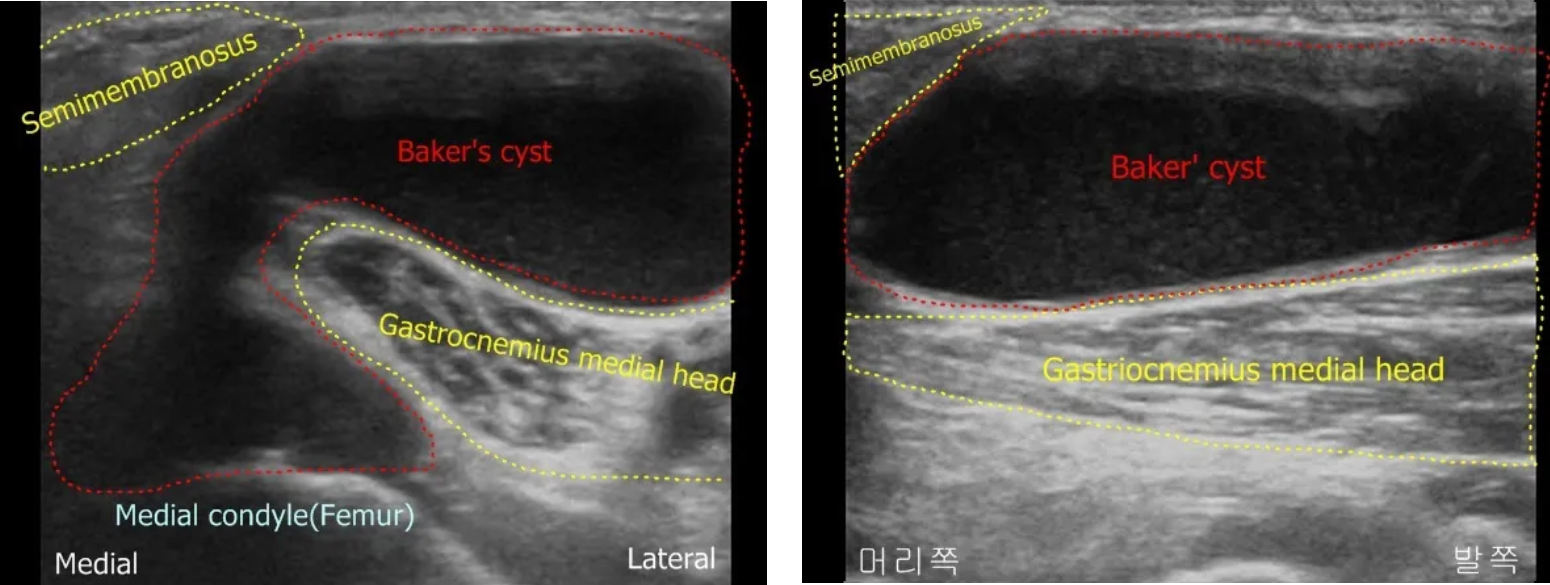 Semimembranosus
Baker's cyst
Gastrocnemius medial head
Medial condyle(Femur)
Medial
Lateral
Semimembranosus
Baker' cyst
Gastriocnemius medial head
머리쪽
발쪽